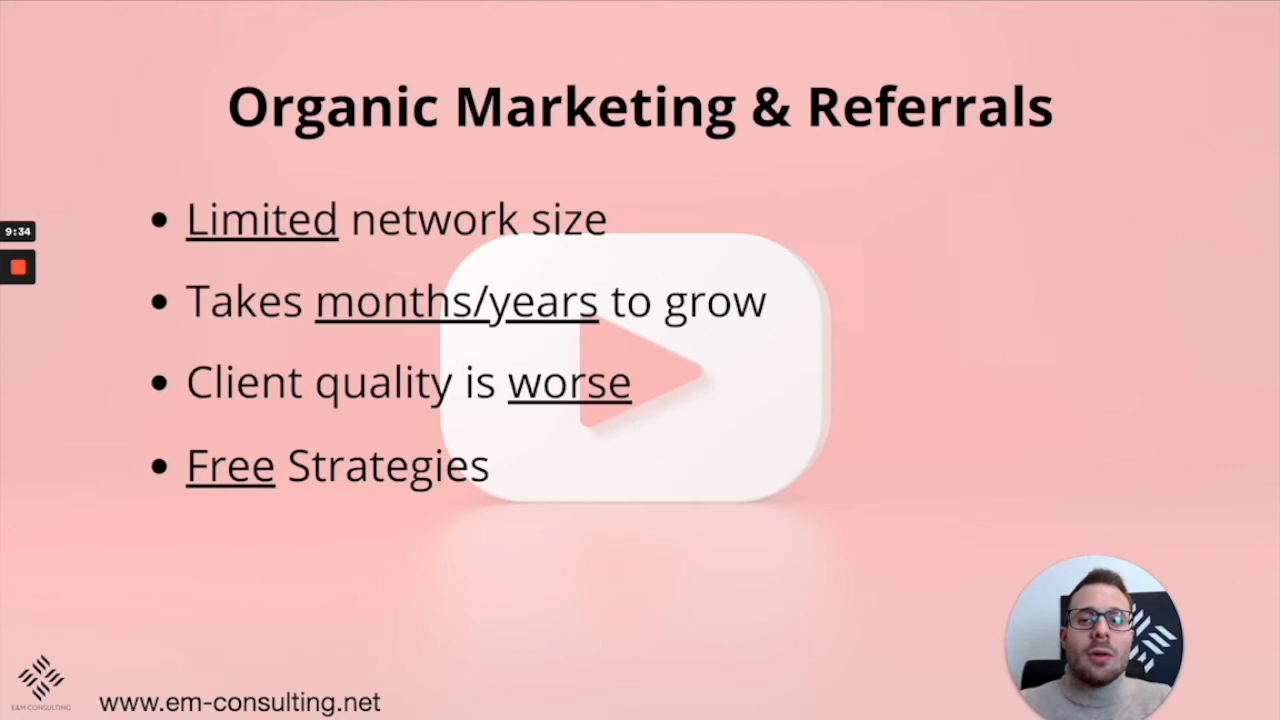 Organic Marketing & Referrals
• Limited network size
9:34
• Takes months/years to grow
• Client quality is worse
• Free Strategies
E&M CONSULTING
www.em-consulting.net